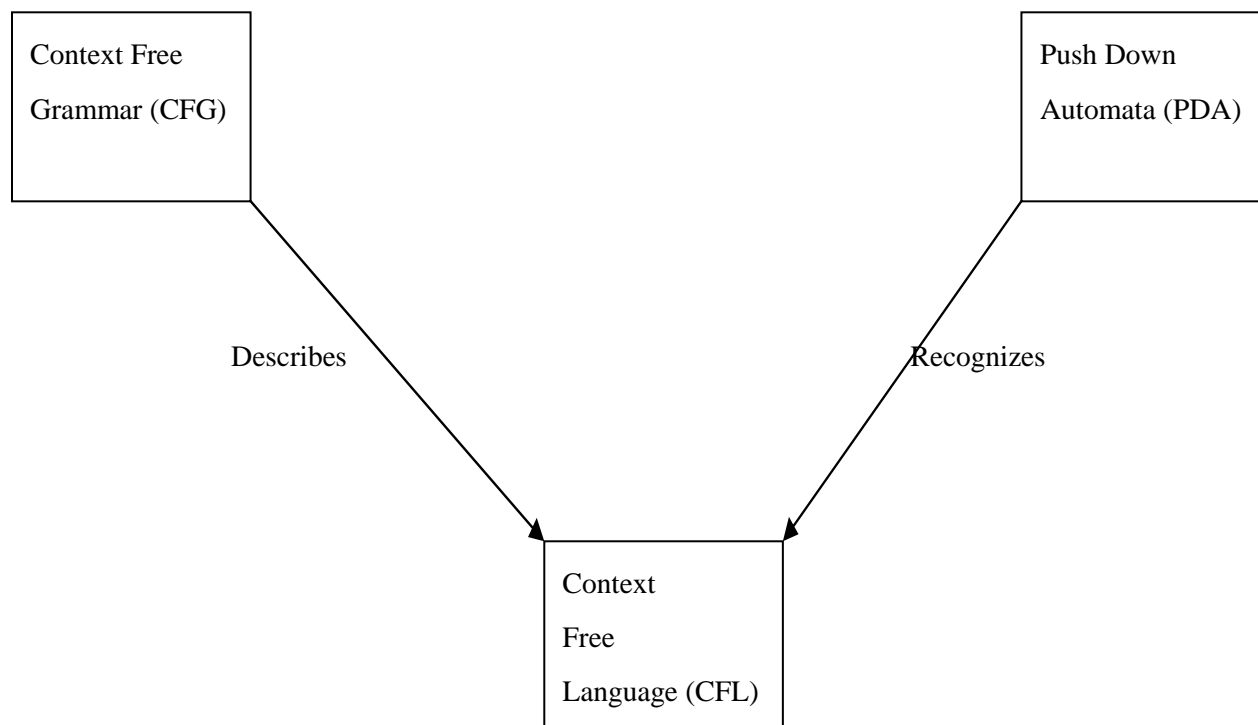 Context Free
Grammar (CFG)
Push Down
Automata (PDA)
Describes
Recognizes
Context
Free
Language (CFL)